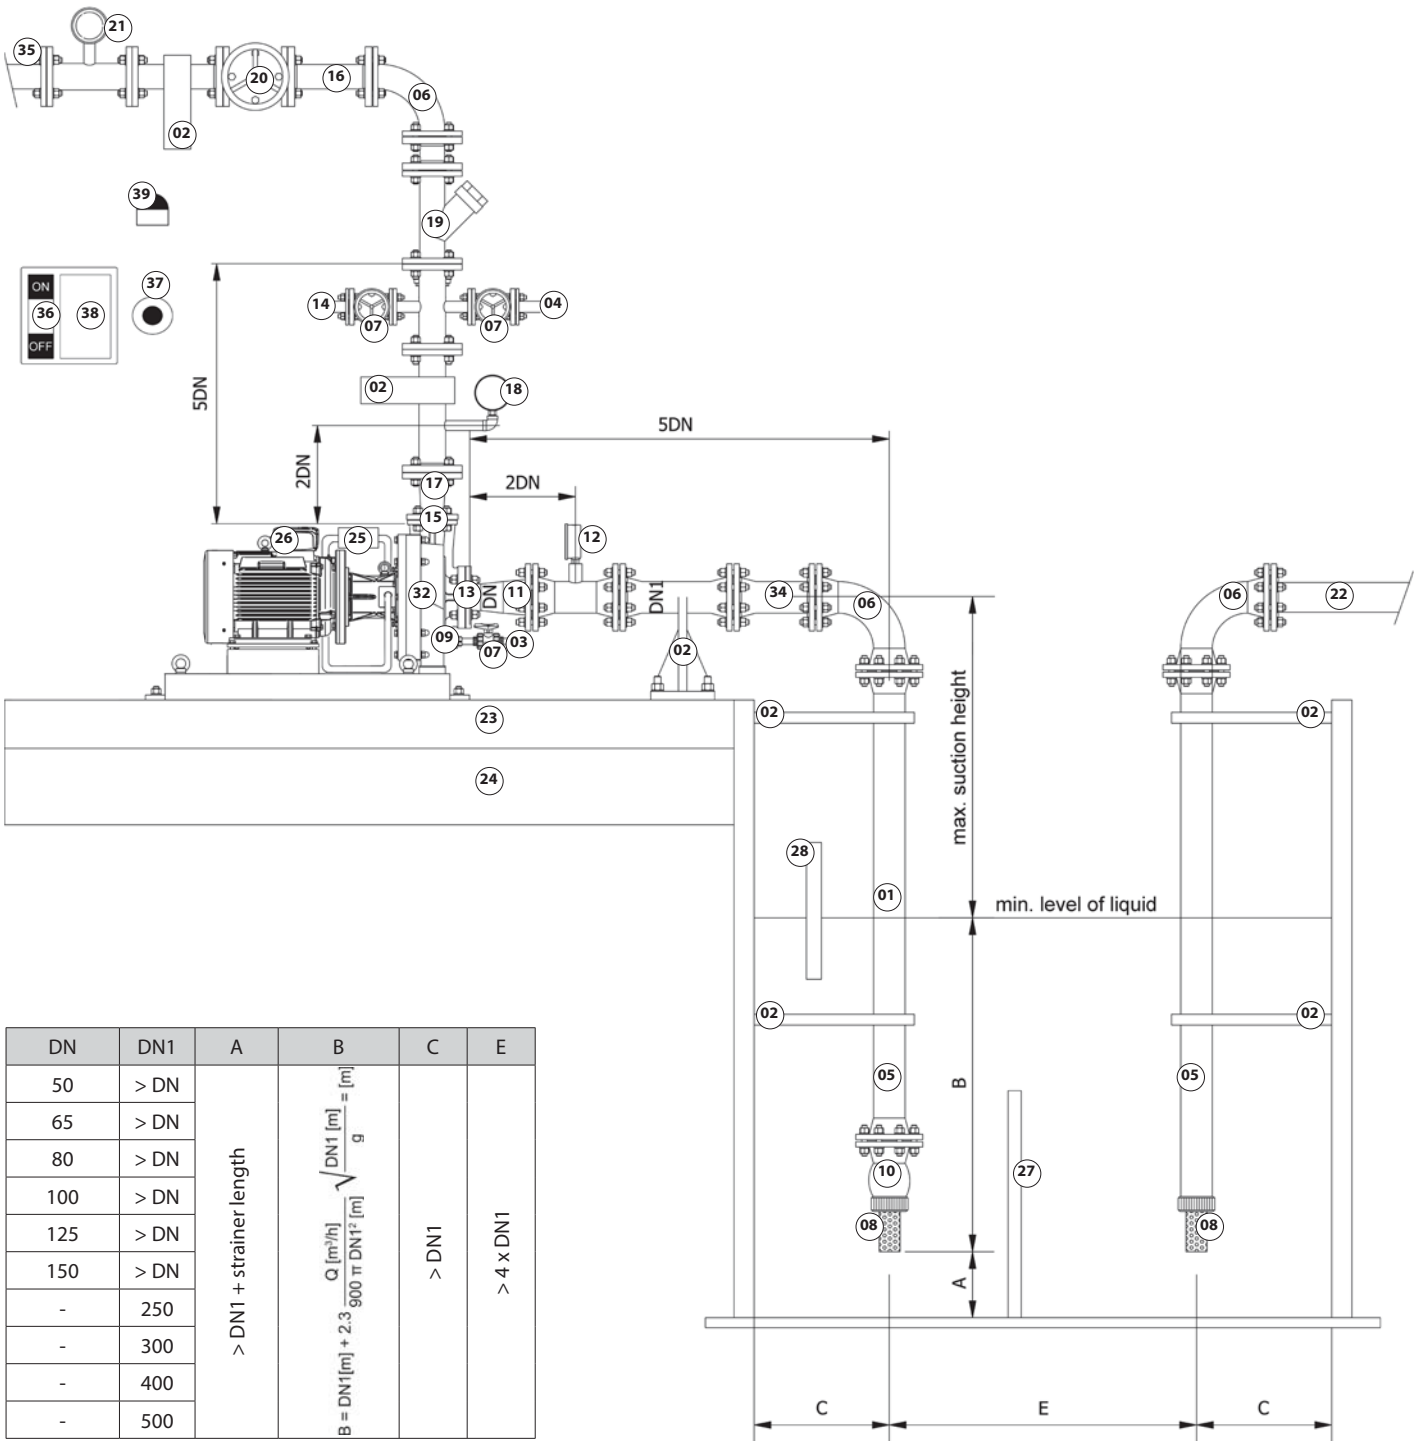 21
35
20
16
06
02
39
19
37
14
04
ON
36
38
07
07
OFF
02
18
5DN
5DN
2DN
17
2DN
15
26
25
12
32
13
DN
11
DN1
34
06
06
22
09
07
03
02
max. suction height
23
02
02
24
28
01
min. level of liquid
02
02
05
B
05
10
27
08
08
A
C
E
C
DN DN1 A B C E
50 > DN
65 > DN
80 > DN
100 > DN
125 > DN
150 > DN
- 250
- 300
- 400
- 500
> DN1 + strainer length
B = DN1[m] + 2.3 Q [m³/h] / 900 π DN1² [m] √ DN1 [m] / g = [m]
> DN1
> 4 x DN1